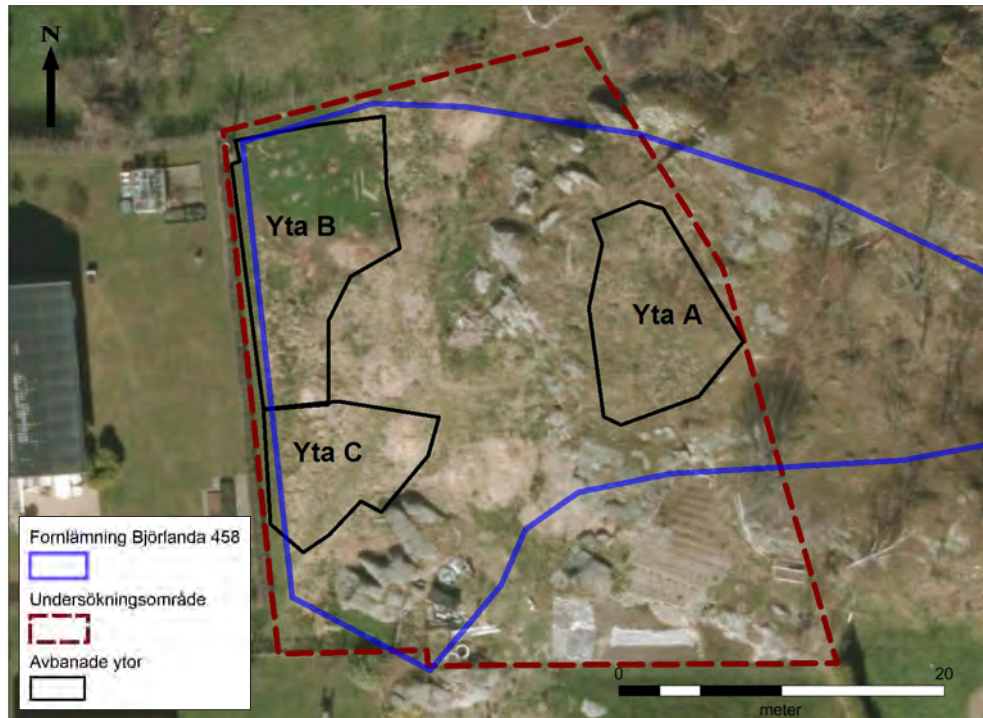 N
Yta B
Yta A
Yta C
Fornlämning Björlanda 458
Undersökningsområde
Avbanade ytor
0 20
meter